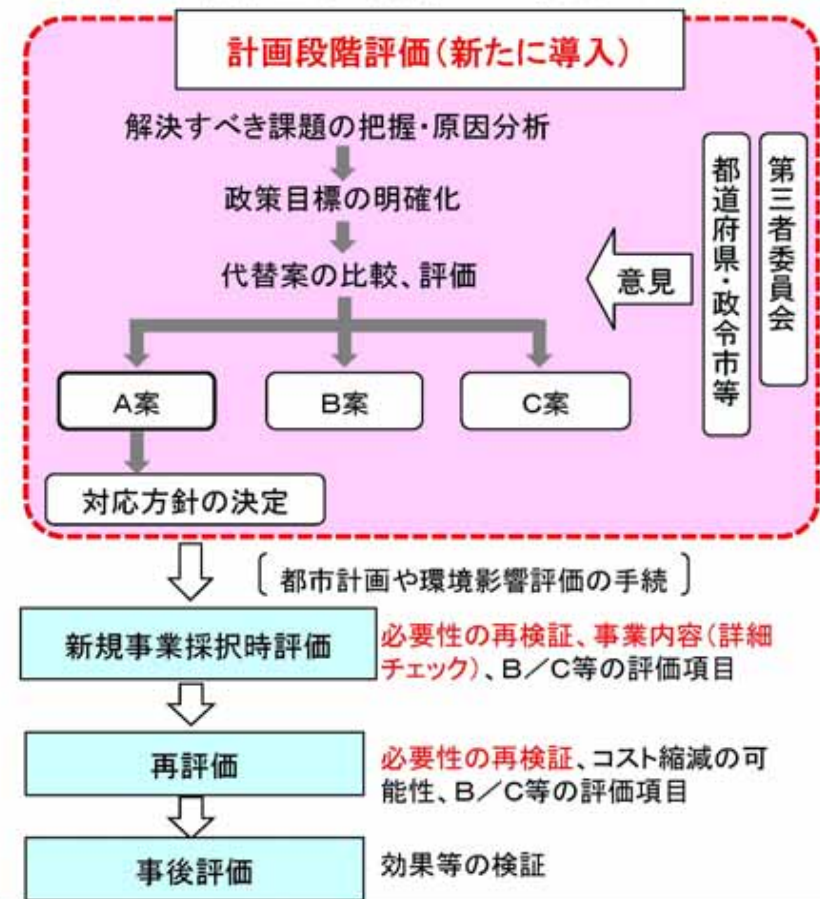 計画段階評価(新たに導入)
解決すべき課題の把握・原因分析
政策目標の明確化
代替案の比較、評価
意見
都道府県・政令市等
第三者委員会
A案
B案
C案
対応方針の決定
〔都市計画や環境影響評価の手続〕
新規事業採択時評価
必要性の再検証、事業内容(詳細
チェック)、B/C等の評価項目
再評価
必要性の再検証、コスト縮減の可
能性、B/C等の評価項目
事後評価
効果等の検証